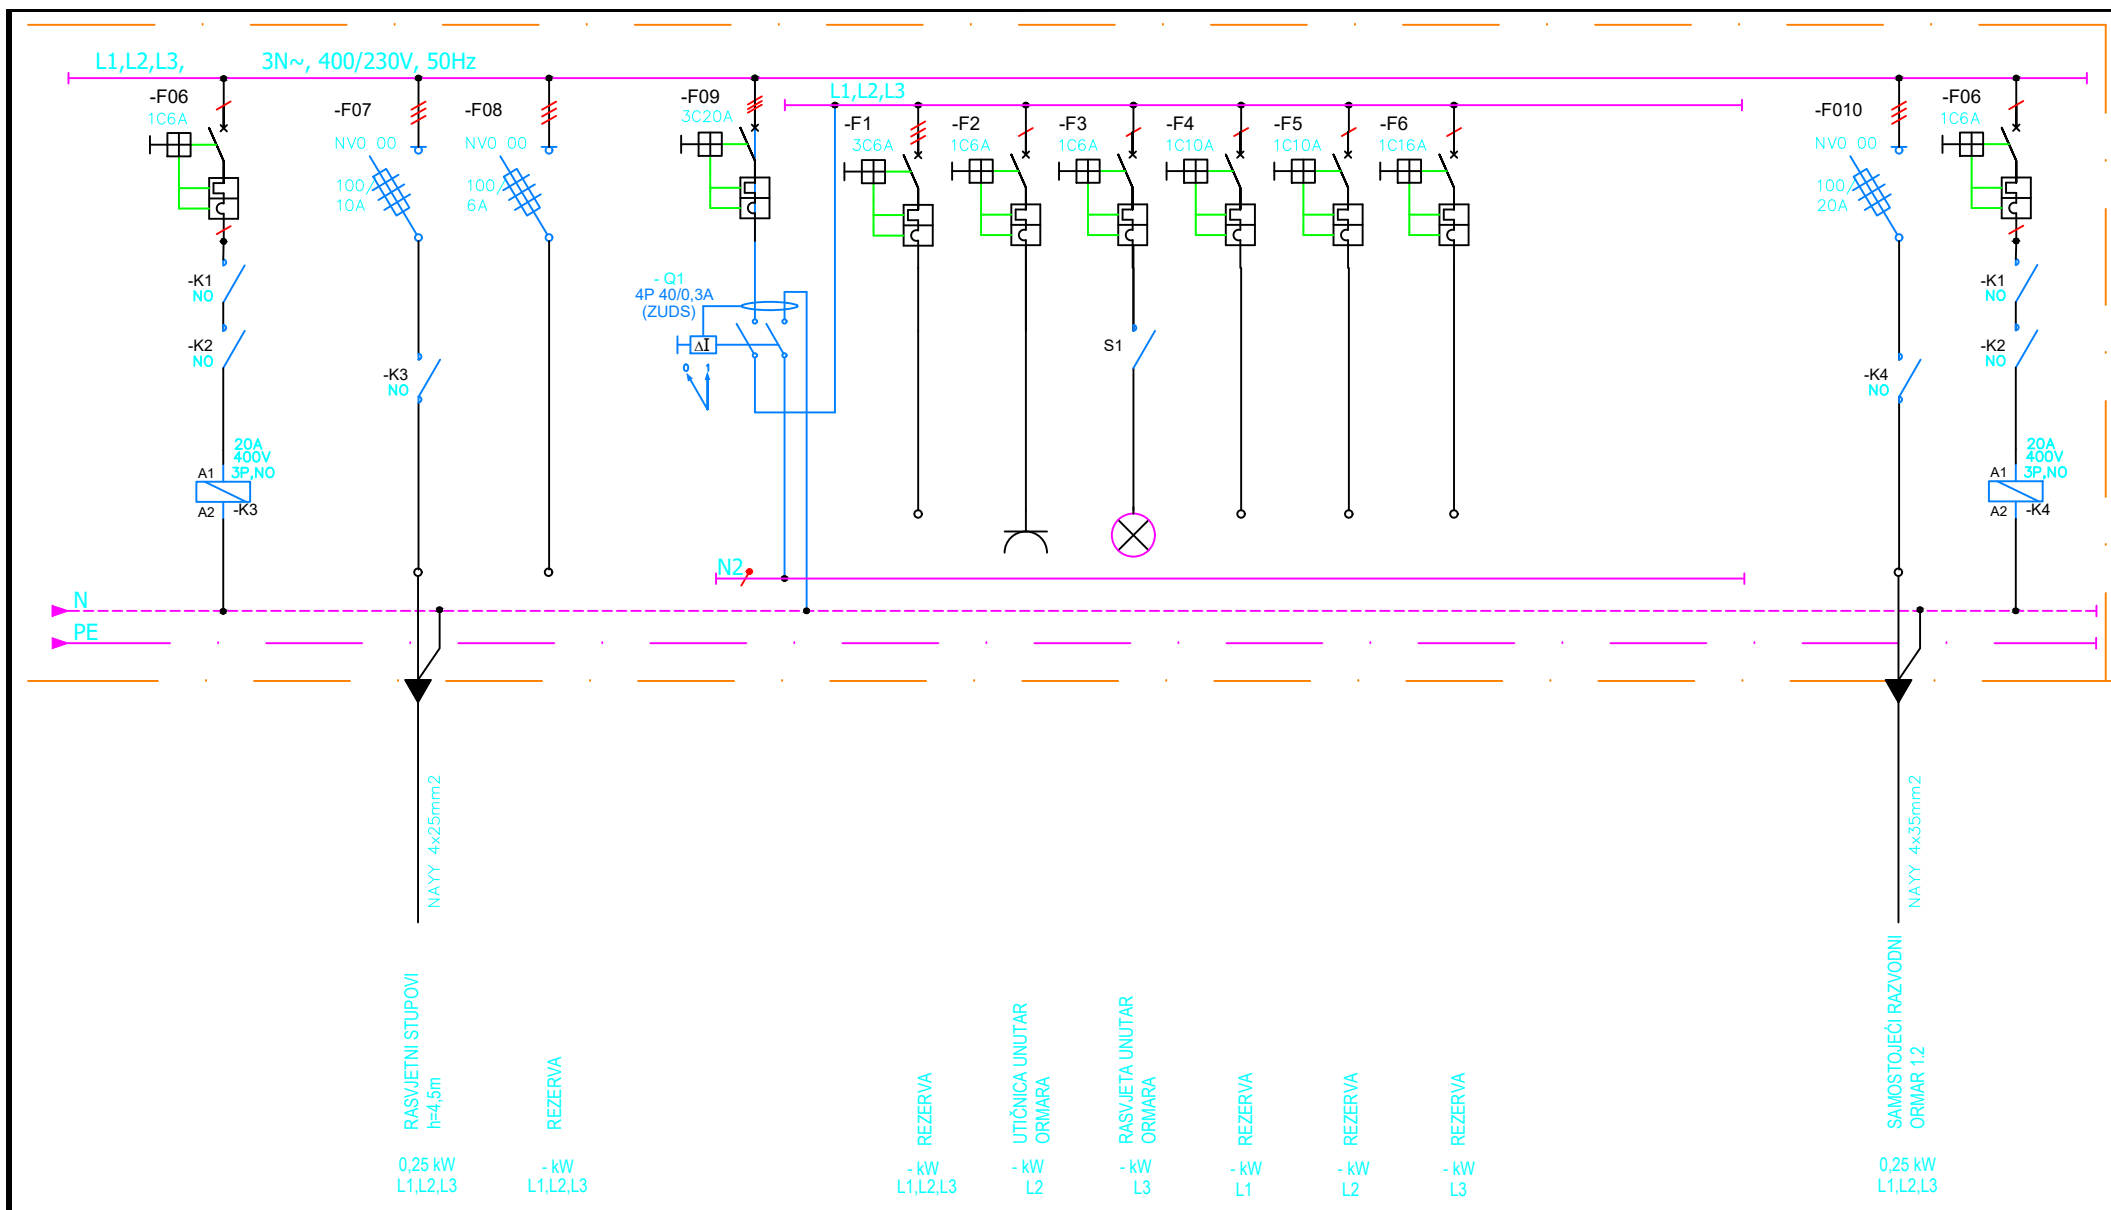 L1,L2,L3, 3N~, 400/230V, 50Hz
-F06
1C6A
-K1
NO
-K2
NO
20A
400V
3P,NO
A1
A2
-K3
-F07
NV0 00
100/
10A
-K3
NO
-F08
NV0 00
100/
6A
-F09
3C20A
- Q1
4P 40/0,3A
(ZUDS)
ΔI
0 1
L1,L2,L3
-F1
3C6A
-F2
1C6A
-F3
1C6A
S1
-F4
1C10A
-F5
1C10A
-F6
1C16A
-F010
NV0 00
100/
20A
-K4
NO
-F06
1C6A
-K1
NO
-K2
NO
20A
400V
3P,NO
A1
A2
-K4
N2
N
PE
NAYY 4x25mm2
NAYY 4x35mm2
RASVJETNI STUPOVI
h=4,5m
0,25 kW
L1,L2,L3
REZERVA
- kW
L1,L2,L3
REZERVA
- kW
L1,L2,L3
UTIČNICA UNUTAR
ORMARA
- kW
L2
RASVJETA UNUTAR
ORMARA
- kW
L3
REZERVA
- kW
L1
REZERVA
- kW
L2
REZERVA
- kW
L3
SAMOSTOJEĆI RAZVODNI
ORMAR 1.2
0,25 kW
L1,L2,L3